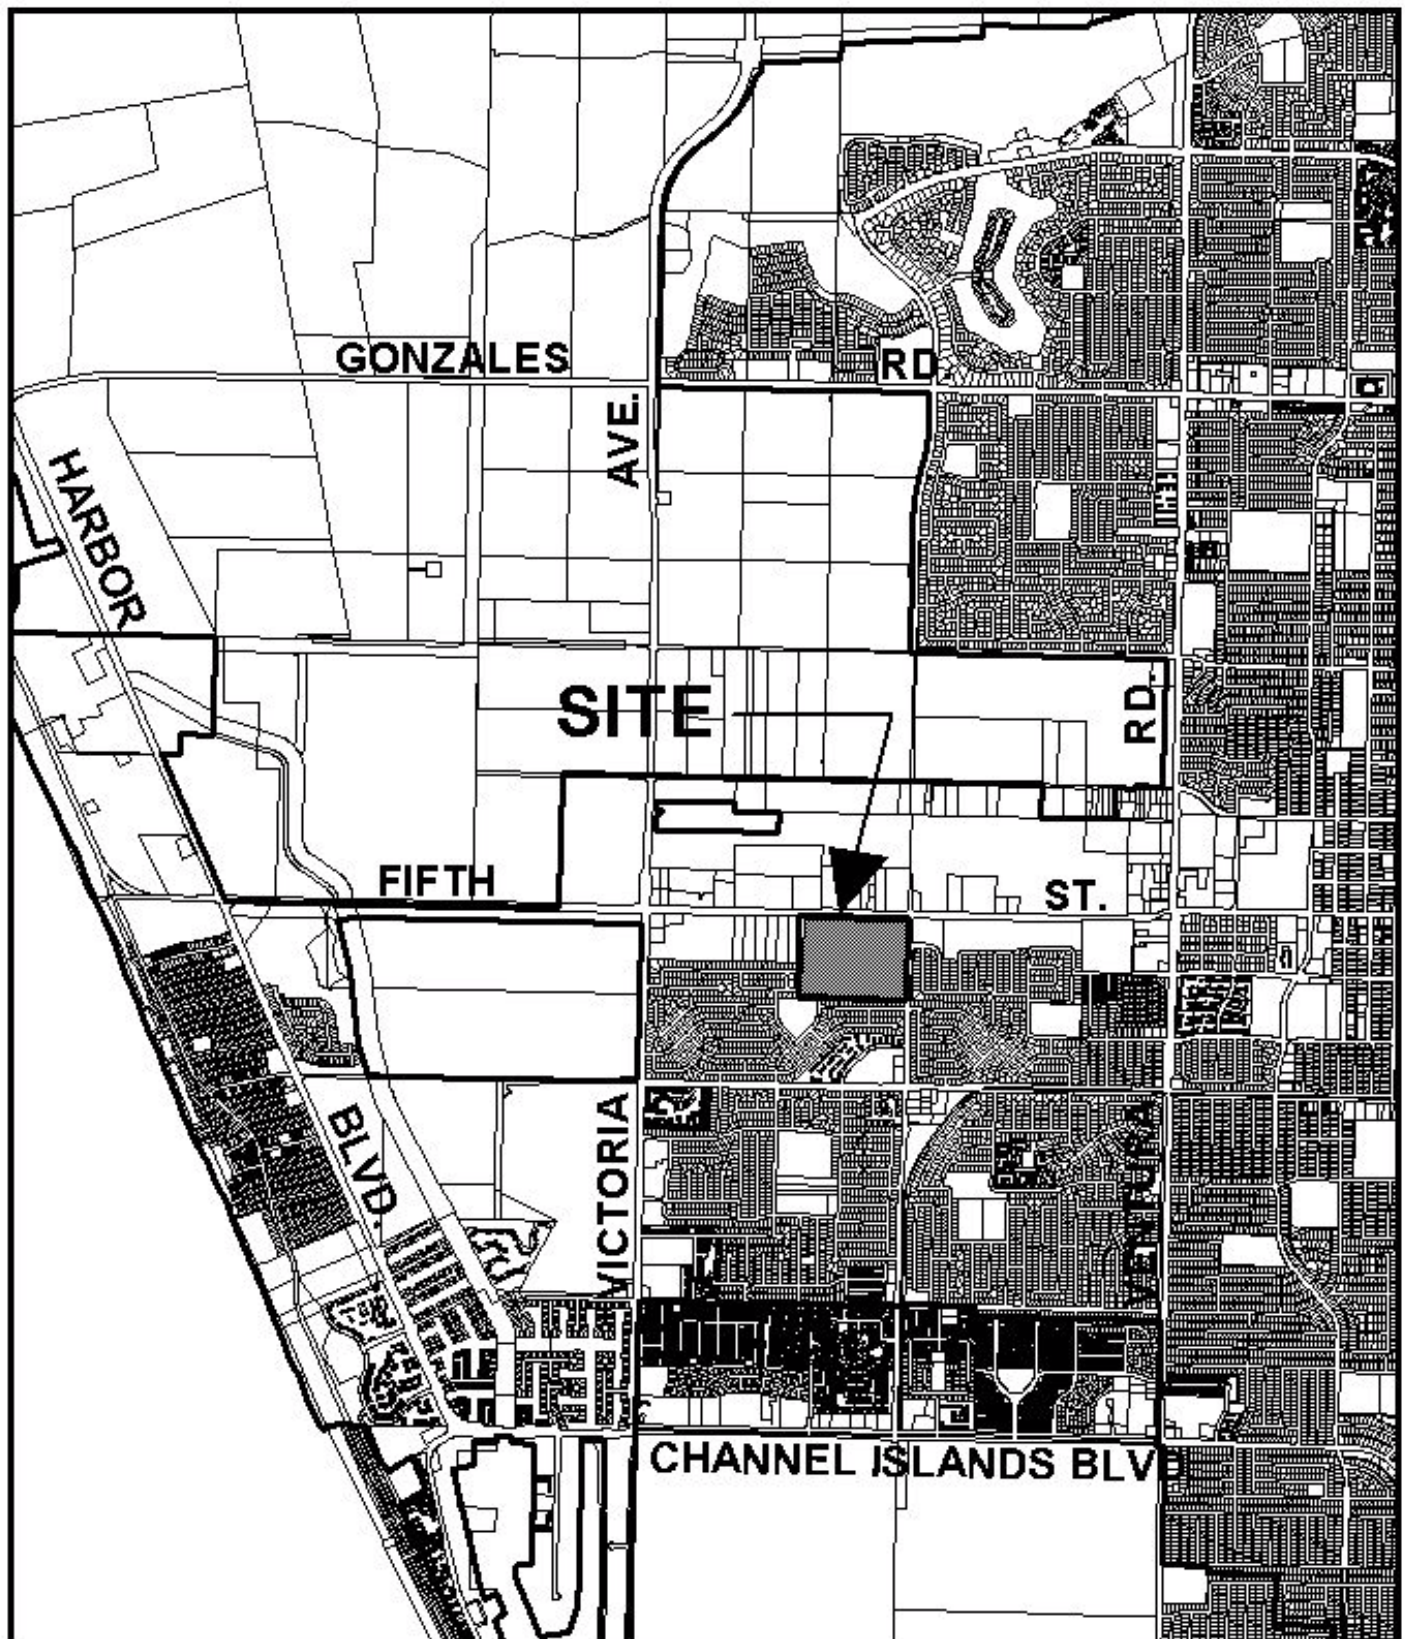 GONZALES RD
AVE.
HARBOR
SITE
RD.
FIFTH ST.
BLVD.
VICTORIA
VENTURA
CHANNEL ISLANDS BLVD